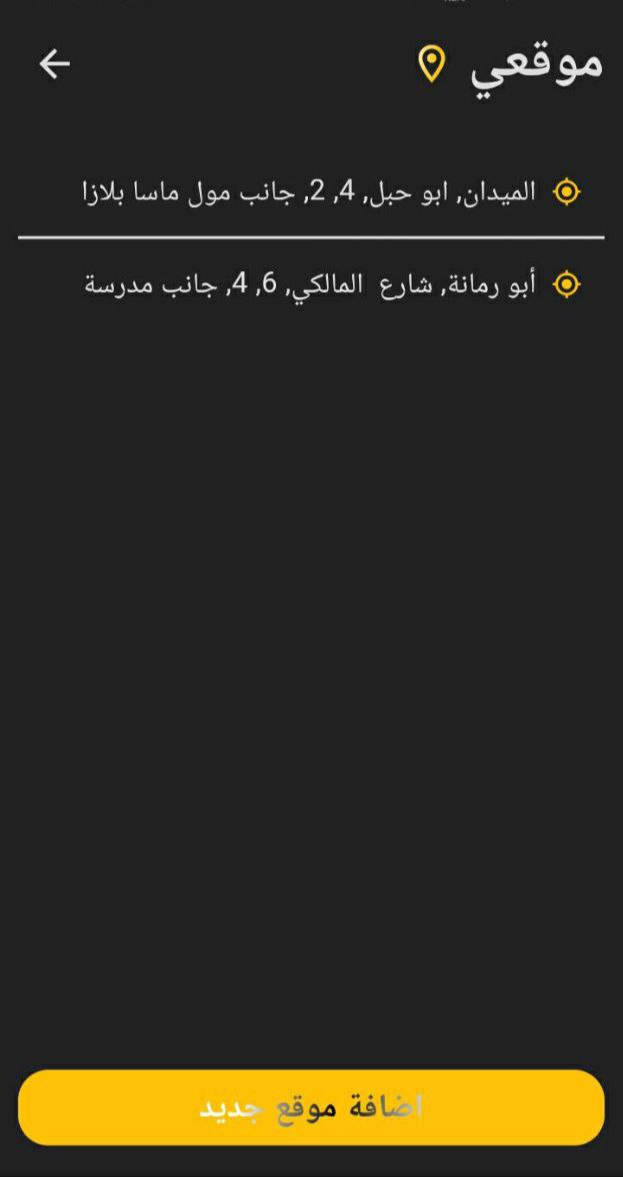 موقعي
الميدان, ابو حبل, 4, 2, جانب مول ماسا بلازا
أبو رمانة, شارع  المالكي, 6, 4, جانب مدرسة
اضافة موقع جديد